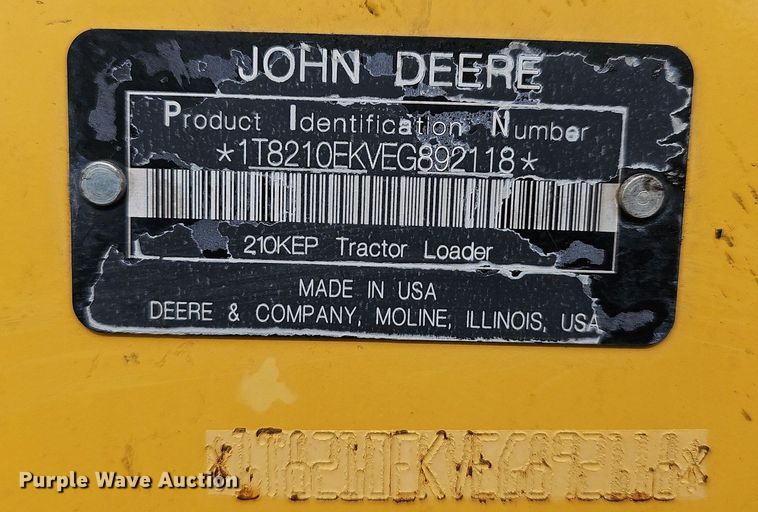 JOHN DEERE
Product Identification Number
*1T8210EKVEG892118*
210KEP Tractor Loader
MADE IN USA
DEERE & COMPANY, MOLINE, ILLINOIS, USA
*1T8210EKVEG892118*
Purple Wave Auction